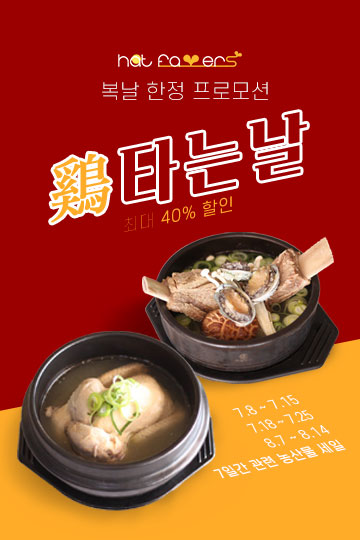 hat favers
복날 한정 프로모션
鷄타는날
최대 40% 할인
7.8 ~ 7.15
7.18 ~ 7.25
8.7 ~ 8.14
7일간 관련 농산물 세일